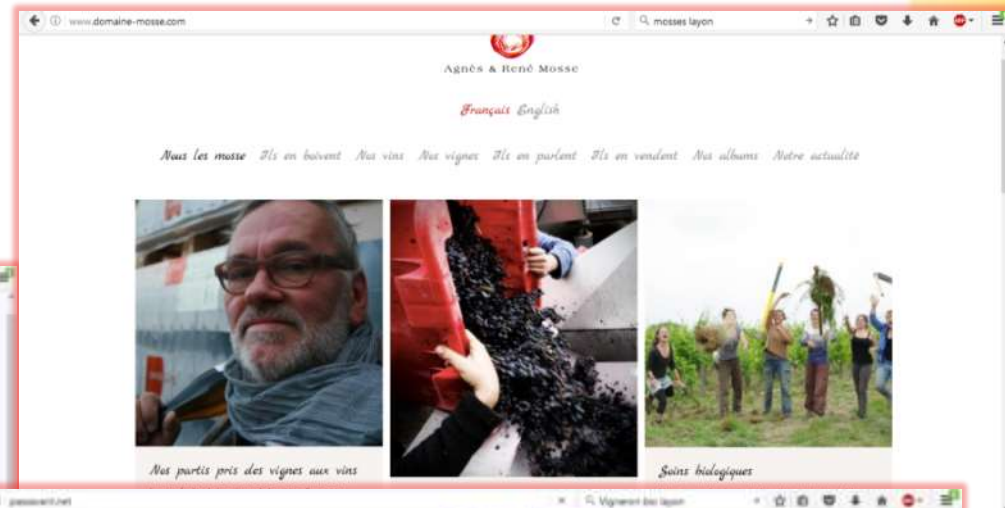 www.domaine-mosse.com
mosses layon
Agnès & René Mosse
Français English
Nous les mosse Ils en boivent Nos vins Nos vignes Ils en parlent Ils en vendent Nos albums Notre actualité
Nos partis pris des vignes aux vins
Soins biologiques
passavant.net
Vigneron bio layon